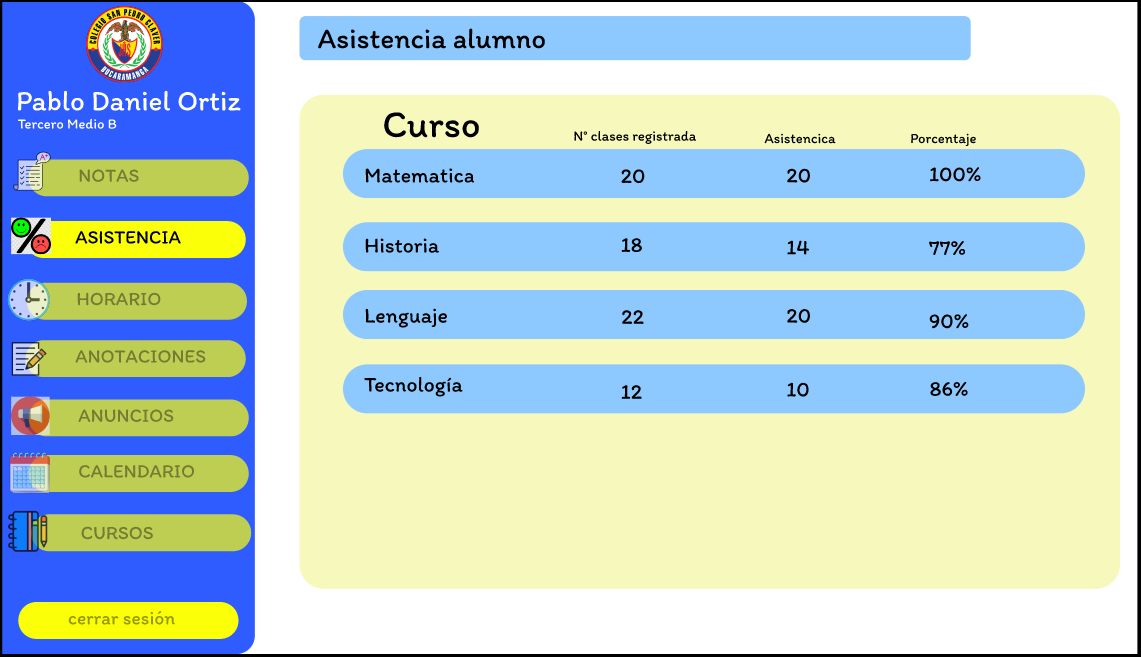 COLEGIO SAN PEDRO CLAVER
BUCARAMANGA
Pablo Daniel Ortiz
Tercero Medio B
A+
NOTAS
ASISTENCIA
HORARIO
ANOTACIONES
ANUNCIOS
CALENDARIO
CURSOS
cerrar sesión
Asistencia alumno
Curso N° clases registrada Asistencica Porcentaje
Matematica 20 20 100%
Historia 18 14 77%
Lenguaje 22 20 90%
Tecnología 12 10 86%